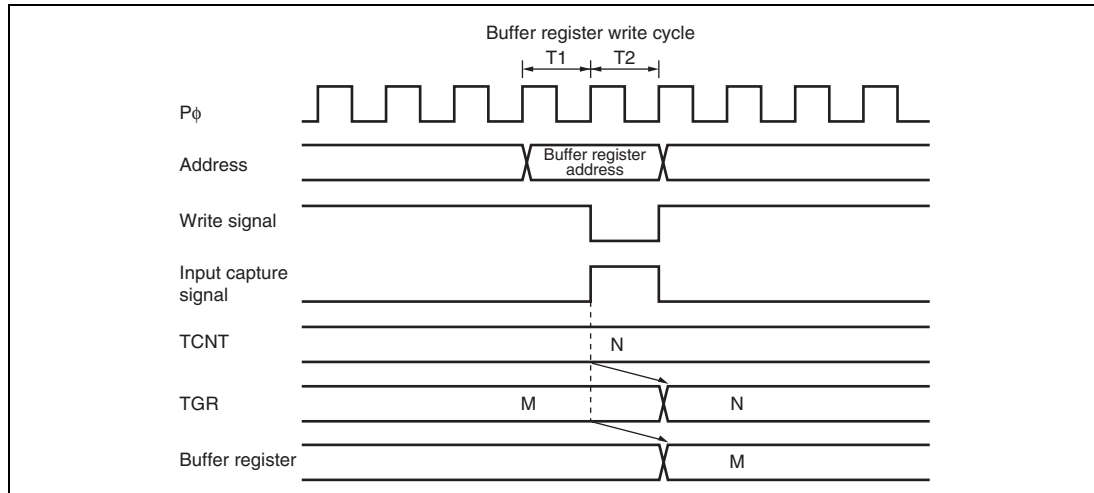 Buffer register write cycle
T1 T2
Pφ
Address
Buffer register
address
Write signal
Input capture
signal
TCNT
N
TGR
M N
Buffer register
M